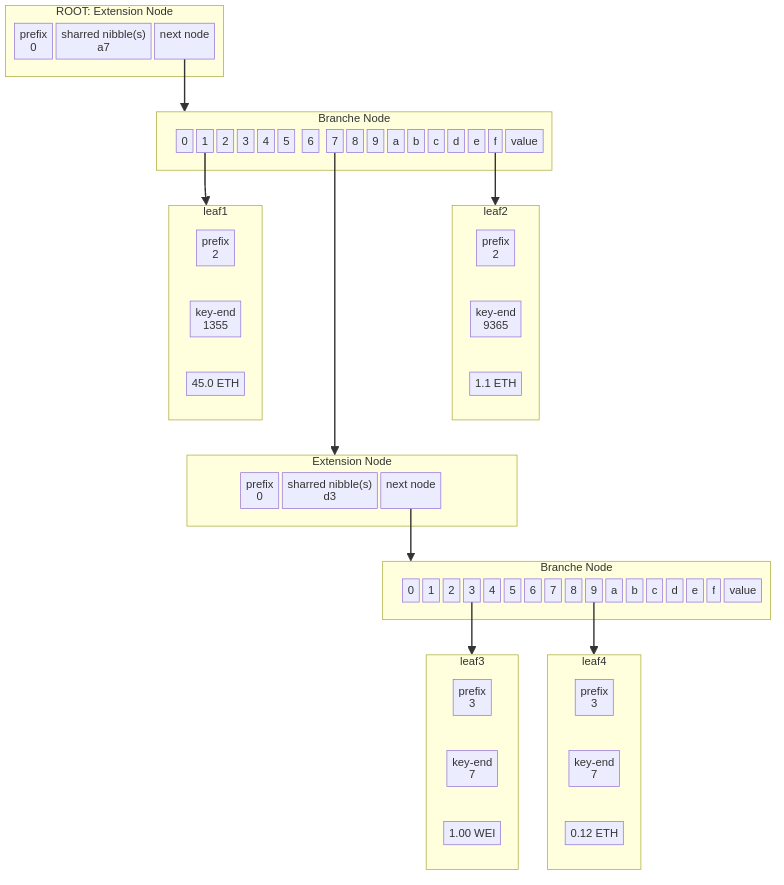 ROOT: Extension Node
prefix
0
sharred nibble(s)
a7
next node
Branche Node
0 1 2 3 4 5 6 7 8 9 a b c d e f value
leaf1
prefix
2
key-end
1355
45.0 ETH
leaf2
prefix
2
key-end
9365
1.1 ETH
Extension Node
prefix
0
sharred nibble(s)
d3
next node
Branche Node
0 1 2 3 4 5 6 7 8 9 a b c d e f value
leaf3
prefix
3
key-end
7
1.00 WEI
leaf4
prefix
3
key-end
7
0.12 ETH